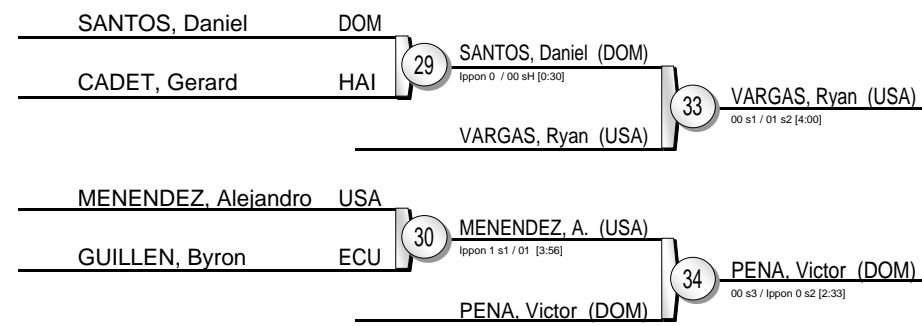 SANTOS, Daniel DOM
29
SANTOS, Daniel (DOM)
Ippon 0 / 00 sH [0:30]
CADET, Gerard HAI
33
VARGAS, Ryan (USA)
00 s1 / 01 s2 [4:00]
VARGAS, Ryan (USA)
MENENDEZ, Alejandro USA
30
MENENDEZ, A. (USA)
Ippon 1 s1 / 01 [3:56]
GUILLEN, Byron ECU
34
PENA, Victor (DOM)
00 s3 / Ippon 0 s2 [2:33]
PENA, Victor (DOM)